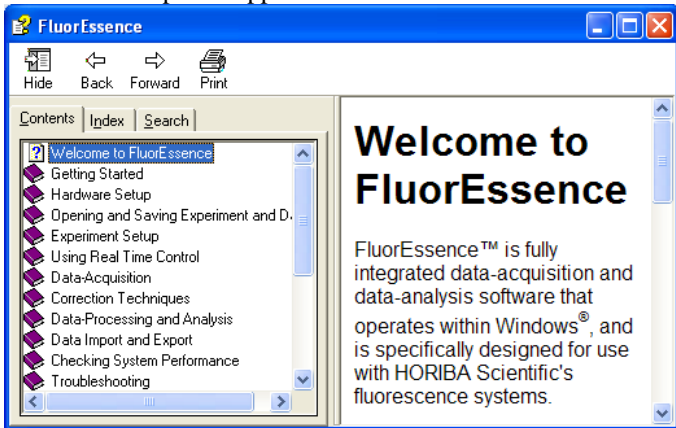 FluorEssence
Hide Back Forward Print
Contents Index Search
Welcome to FluorEssence
Getting Started
Hardware Setup
Opening and Saving Experiment and D
Experiment Setup
Using Real Time Control
Data-Acquisition
Correction Techniques
Data-Processing and Analysis
Data Import and Export
Checking System Performance
Troubleshooting
Welcome to
FluorEssence
FluorEssence™ is fully
integrated data-acquisition and
data-analysis software that
operates within Windows®, and
is specifically designed for use
with HORIBA Scientific's
fluorescence systems.